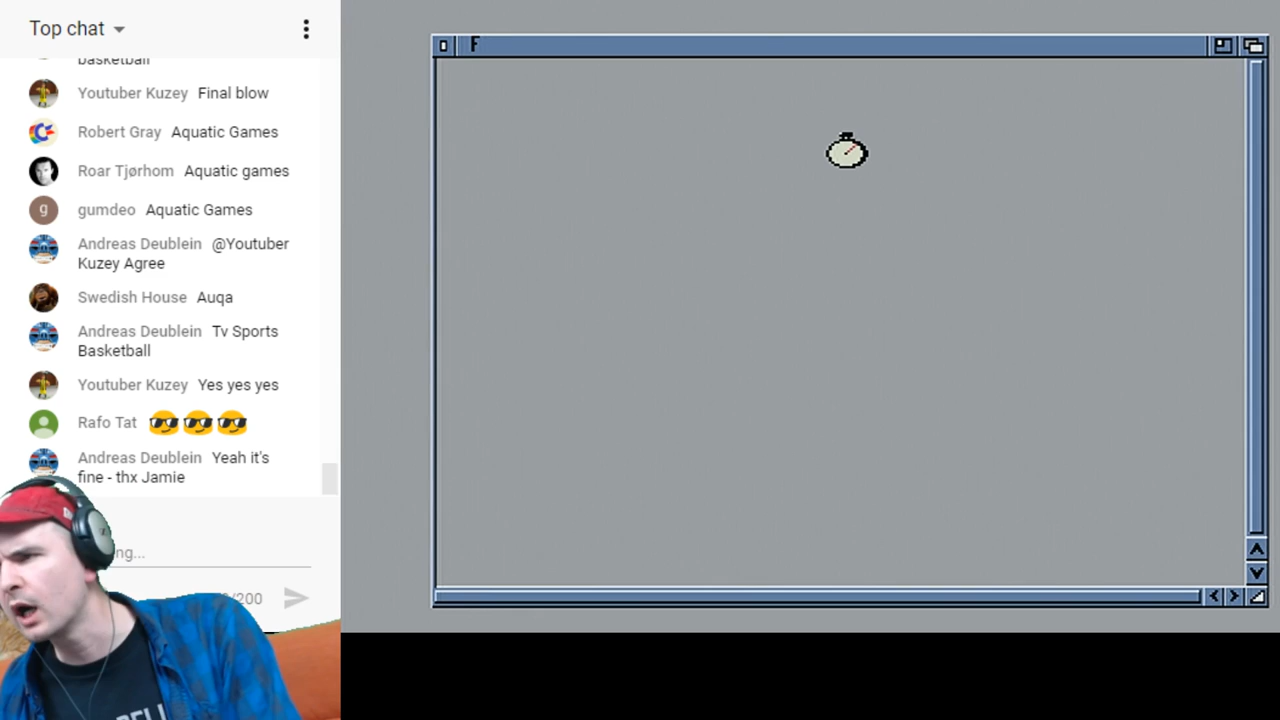 Top chat
basketball
Youtuber Kuzey Final blow
Robert Gray Aquatic Games
Roar Tjørhom Aquatic games
gumdeo Aquatic Games
g
Andreas Deublein @Youtuber
Kuzey Agree
Swedish House Auqa
Andreas Deublein Tv Sports
Basketball
Youtuber Kuzey Yes yes yes
Rafo Tat
Andreas Deublein Yeah it's
fine - thx Jamie
ng...
/200
F